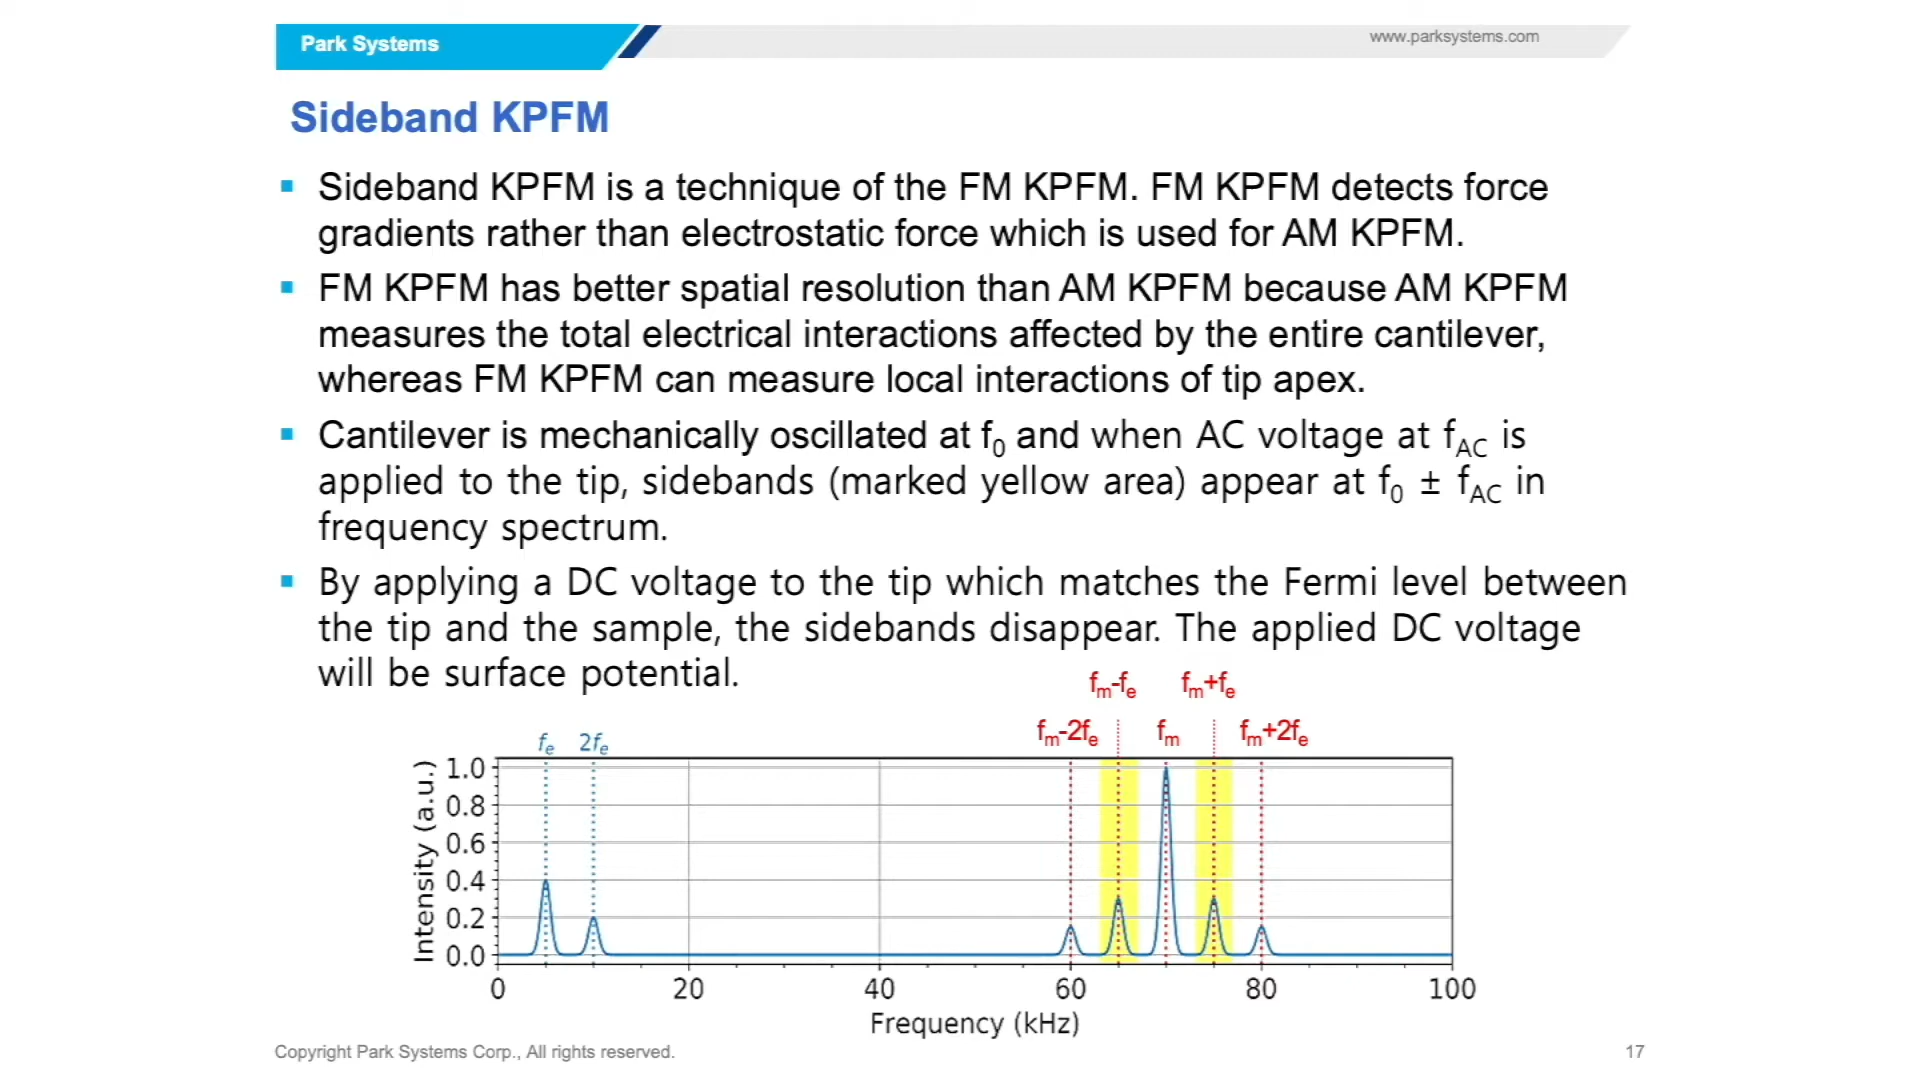 Park Systems
www.parksystems.com
Sideband KPFM
▪ Sideband KPFM is a technique of the FM KPFM. FM KPFM detects force
gradients rather than electrostatic force which is used for AM KPFM.
▪ FM KPFM has better spatial resolution than AM KPFM because AM KPFM
measures the total electrical interactions affected by the entire cantilever,
whereas FM KPFM can measure local interactions of tip apex.
▪ Cantilever is mechanically oscillated at f₀ and when AC voltage at f_AC is
applied to the tip, sidebands (marked yellow area) appear at f₀ ± f_AC in
frequency spectrum.
▪ By applying a DC voltage to the tip which matches the Fermi level between
the tip and the sample, the sidebands disappear. The applied DC voltage
will be surface potential.
fₘ-fₑ fₘ+fₑ
fₑ 2fₑ fₘ-2fₑ fₘ fₘ+2fₑ
Intensity (a.u.)
1.0
0.8
0.6
0.4
0.2
0.0
0 20 40 60 80 100
Frequency (kHz)
Copyright Park Systems Corp., All rights reserved.
17